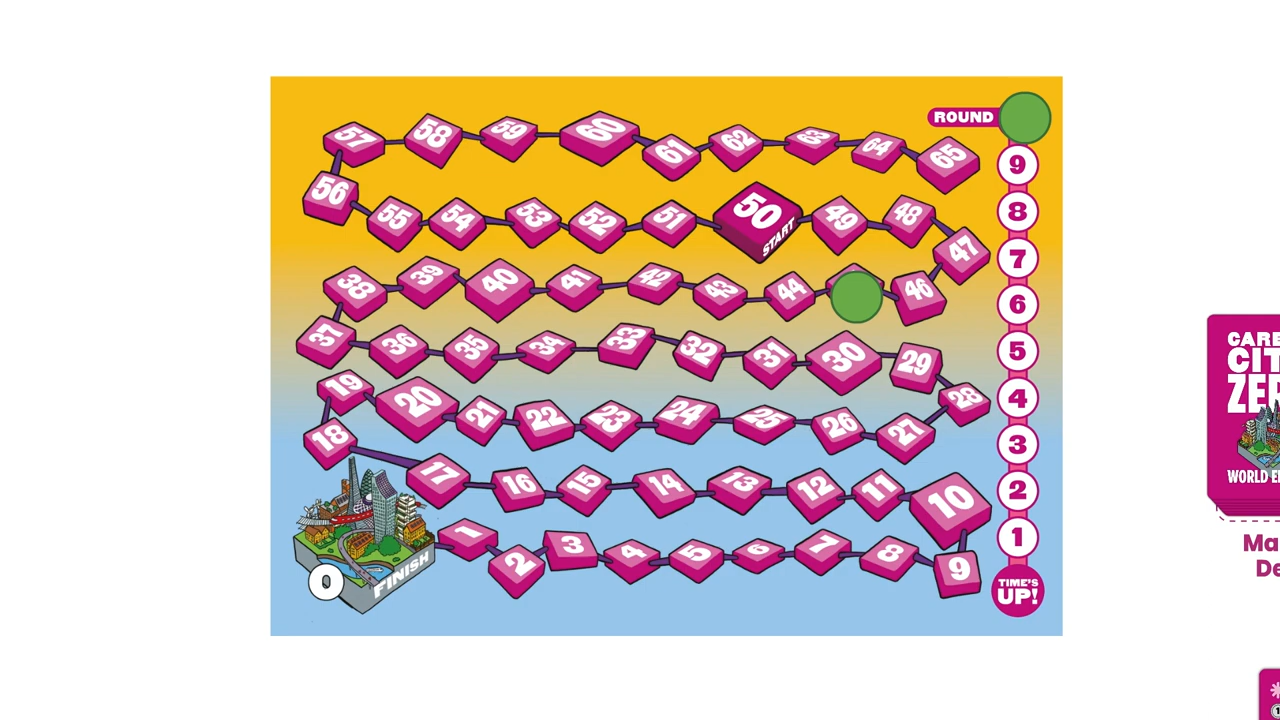 ROUND
57 58 59 60 61 62 63 64 65
9
56 55 54 53 52 51 50 START 49 48 47
8
7
38 39 40 41 42 43 44 46
6
37 36 35 34 33 32 31 30 29
5
19 20 21 22 23 24 25 26 27 28
4
18 17 16 15 14 13 12 11 10
3
2
1 2 3 4 5 6 7 8 9
1
0 FINISH
TIME'S
UP!
ZE
WORLD
Ma
De